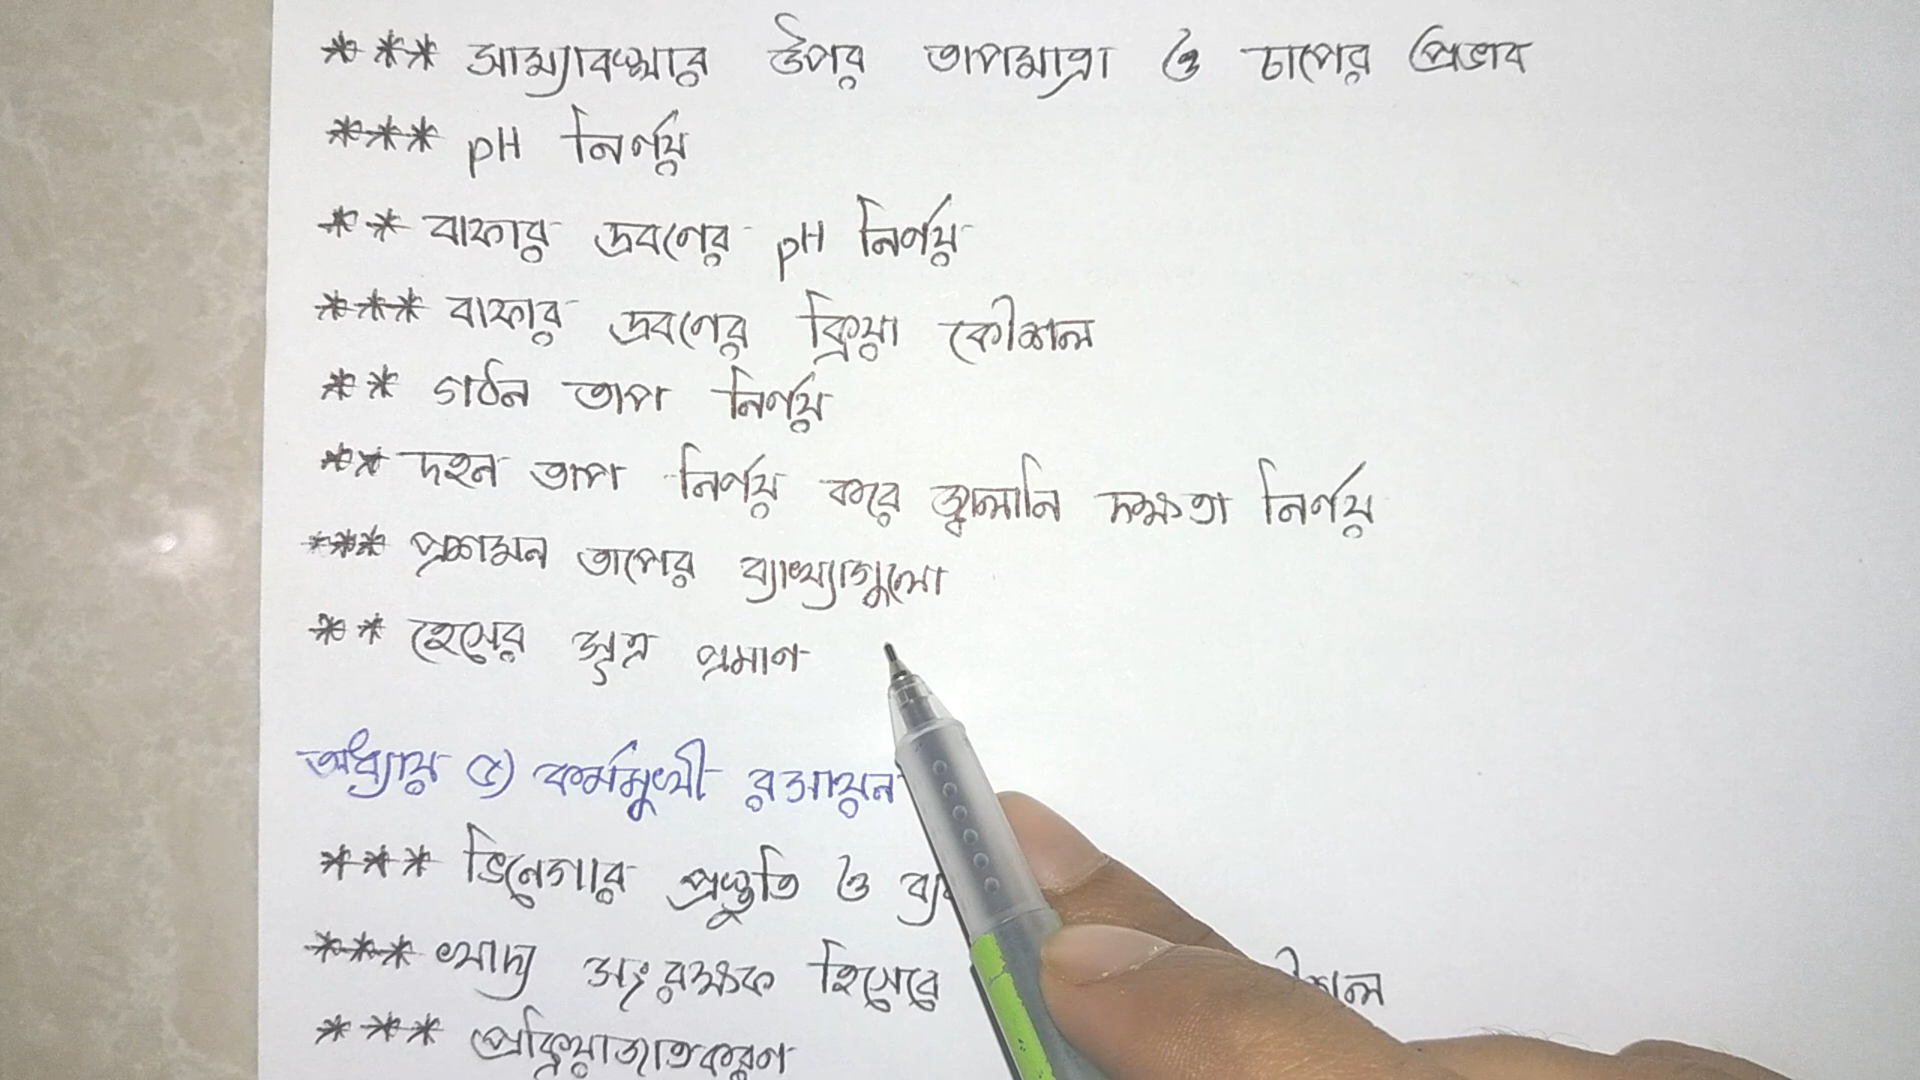 *** সাম্যাবস্থার উপর তাপমাত্রা ও চাপের প্রভাব
*** pH নির্ণয়
** বাফার দ্রবণের pH নির্ণয়
*** বাফার দ্রবণের ক্রিয়া কৌশল
** গঠন তাপ নির্ণয়
** দহন তাপ নির্ণয় করে জ্বালানি দক্ষতা নির্ণয়
*** প্রশমন তাপের ব্যাখ্যাগুলো
** হেসের সূত্র প্রমাণ
অধ্যায় ৫) কর্মমুখী রসায়ন
*** ভিনেগার প্রস্তুতি ও
*** খাদ্য সংরক্ষক হিসেবে
*** প্রক্রিয়াজাতকরণ